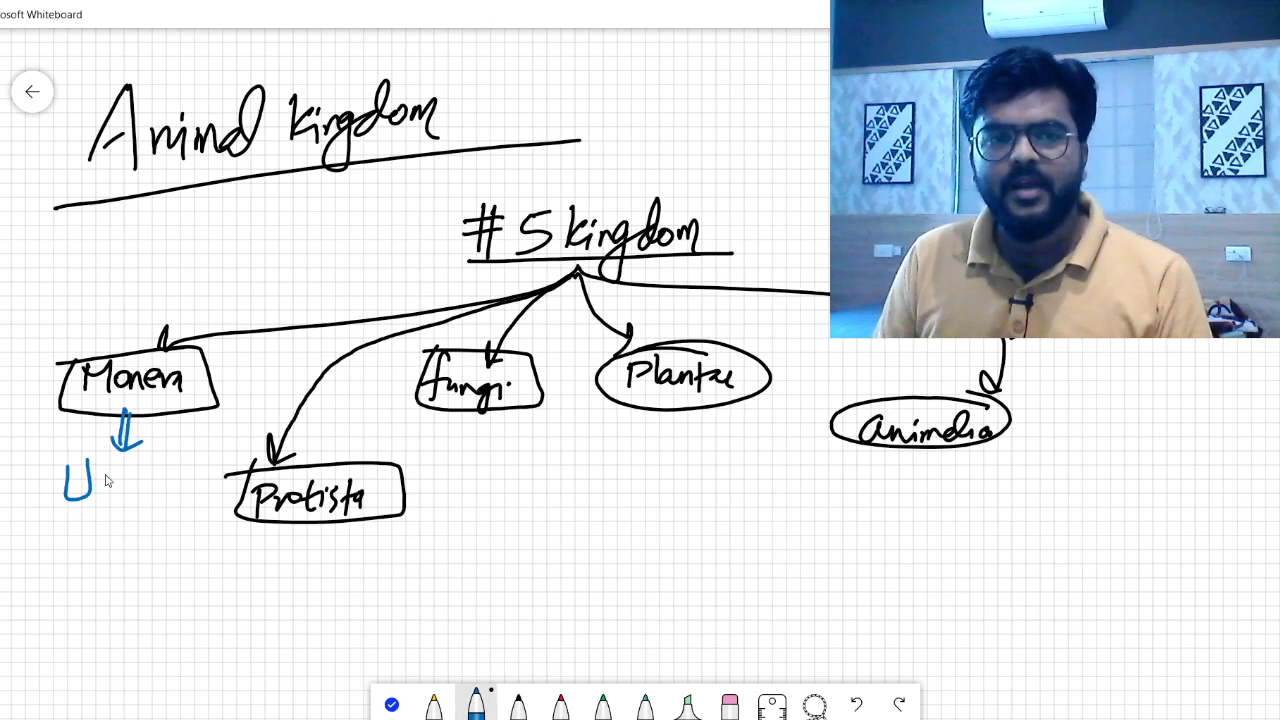 osoft Whiteboard
Animal kingdom
# 5 kingdom
Monera
fungi
Plantae
Animalia
Protista
U